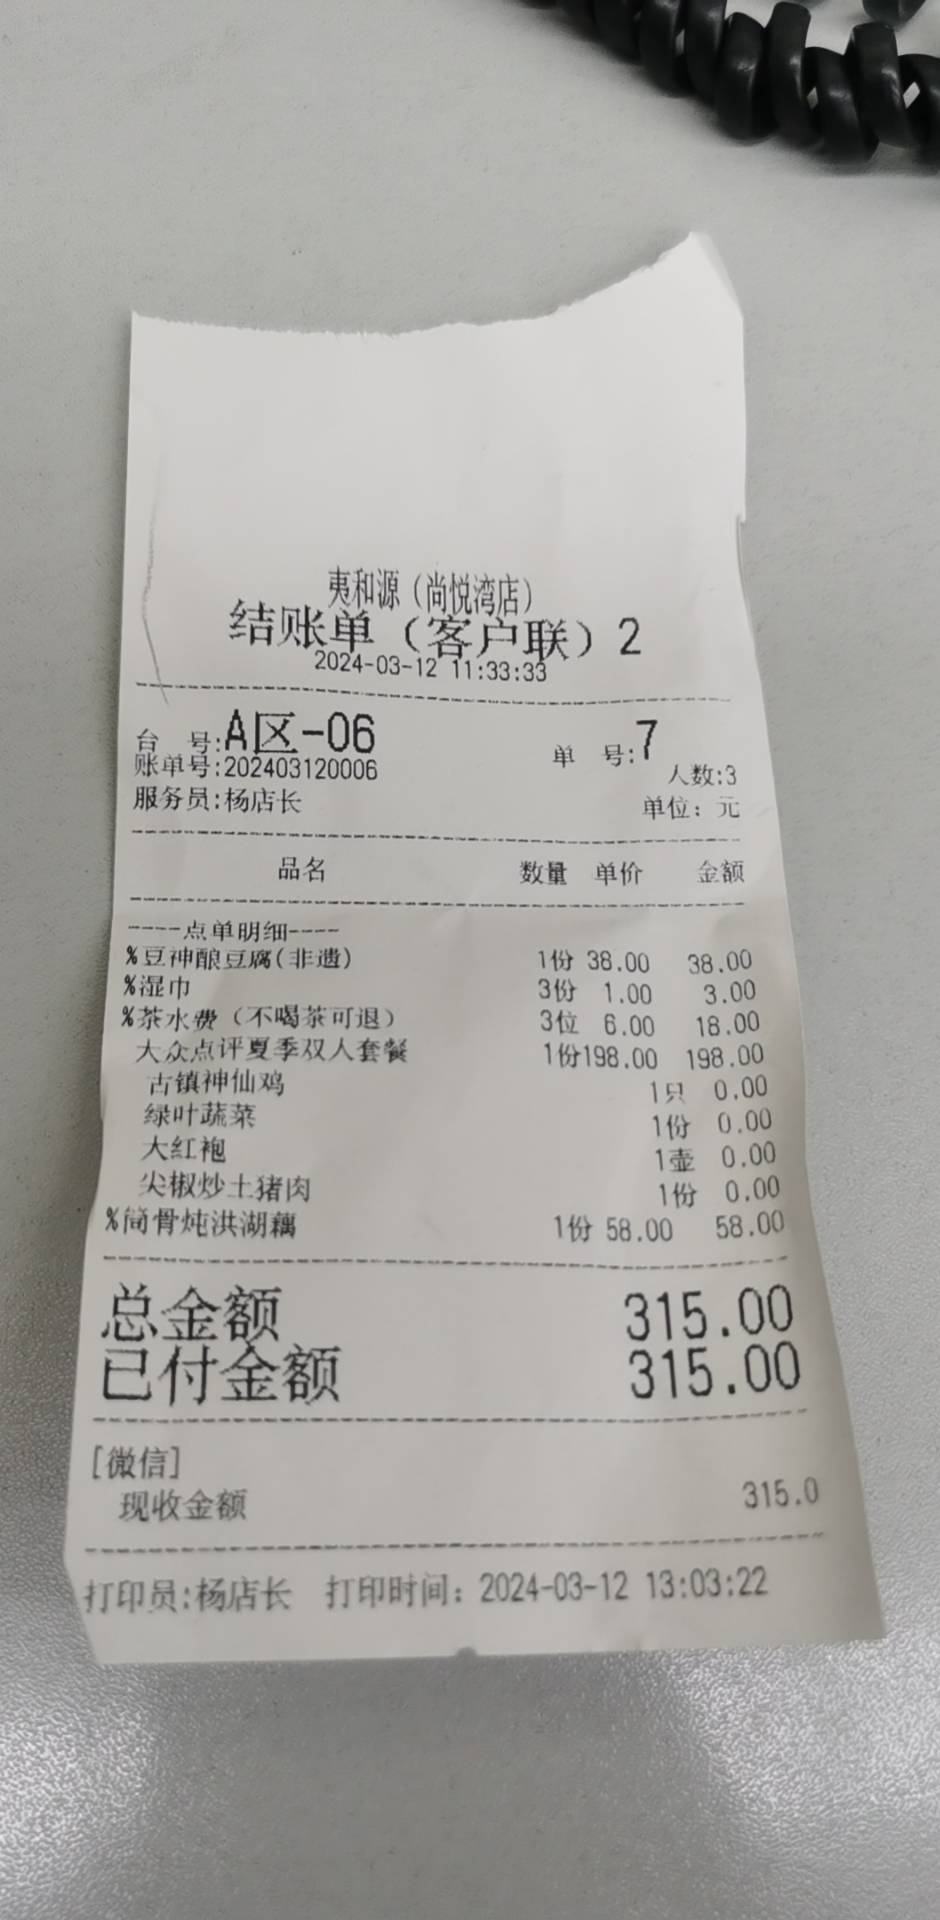 夷和源（尚悦湾店）
结账单（客户联）2
2024-03-12 11:33:33
台 号:A区-06 单 号:7
账单号:202403120006 人数:3
服务员:杨店长 单位：元
品名 数量 单价 金额
----点单明细----
%豆神酿豆腐(非遗) 1份 38.00 38.00
%湿巾 3份 1.00 3.00
%茶水费（不喝茶可退） 3位 6.00 18.00
大众点评夏季双人套餐 1份198.00 198.00
古镇神仙鸡 1只 0.00
绿叶蔬菜 1份 0.00
大红袍 1壶 0.00
尖椒炒土猪肉 1份 0.00
%筒骨炖洪湖藕 1份 58.00 58.00
总金额 315.00
已付金额 315.00
[微信]
现收金额 315.0
打印员:杨店长 打印时间：2024-03-12 13:03:22